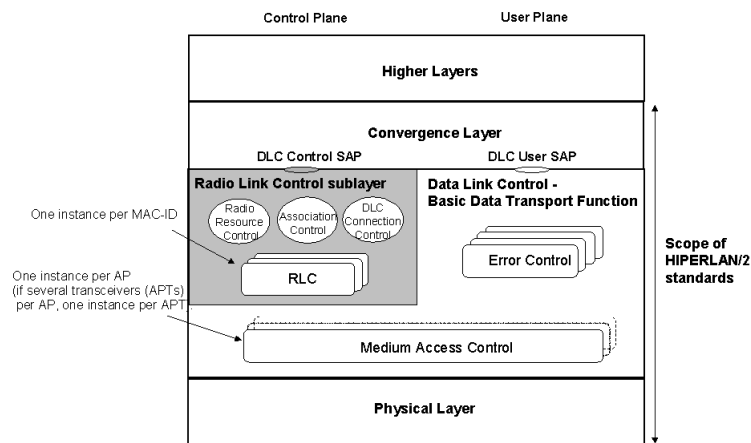 Control Plane
User Plane
Higher Layers
Convergence Layer
DLC Control SAP
DLC User SAP
Radio Link Control sublayer
Radio
Resource
Control
Association
Control
DLC
Connection
Control
RLC
Data Link Control -
Basic Data Transport Function
Error Control
One instance per MAC-ID
One instance per AP
(if several transceivers (APTs)
per AP, one instance per APT)
Medium Access Control
Physical Layer
Scope of
HIPERLAN/2
standards